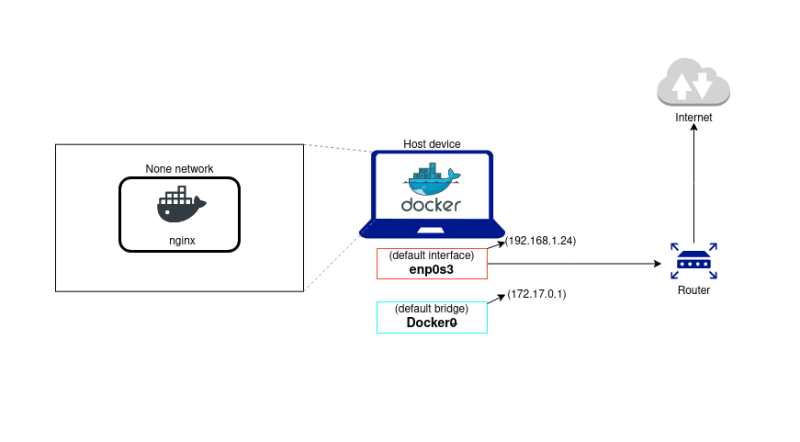 Internet
Host device
None network
docker
nginx
(192.168.1.24)
(default interface)
enp0s3
Router
(172.17.0.1)
(default bridge)
Docker0